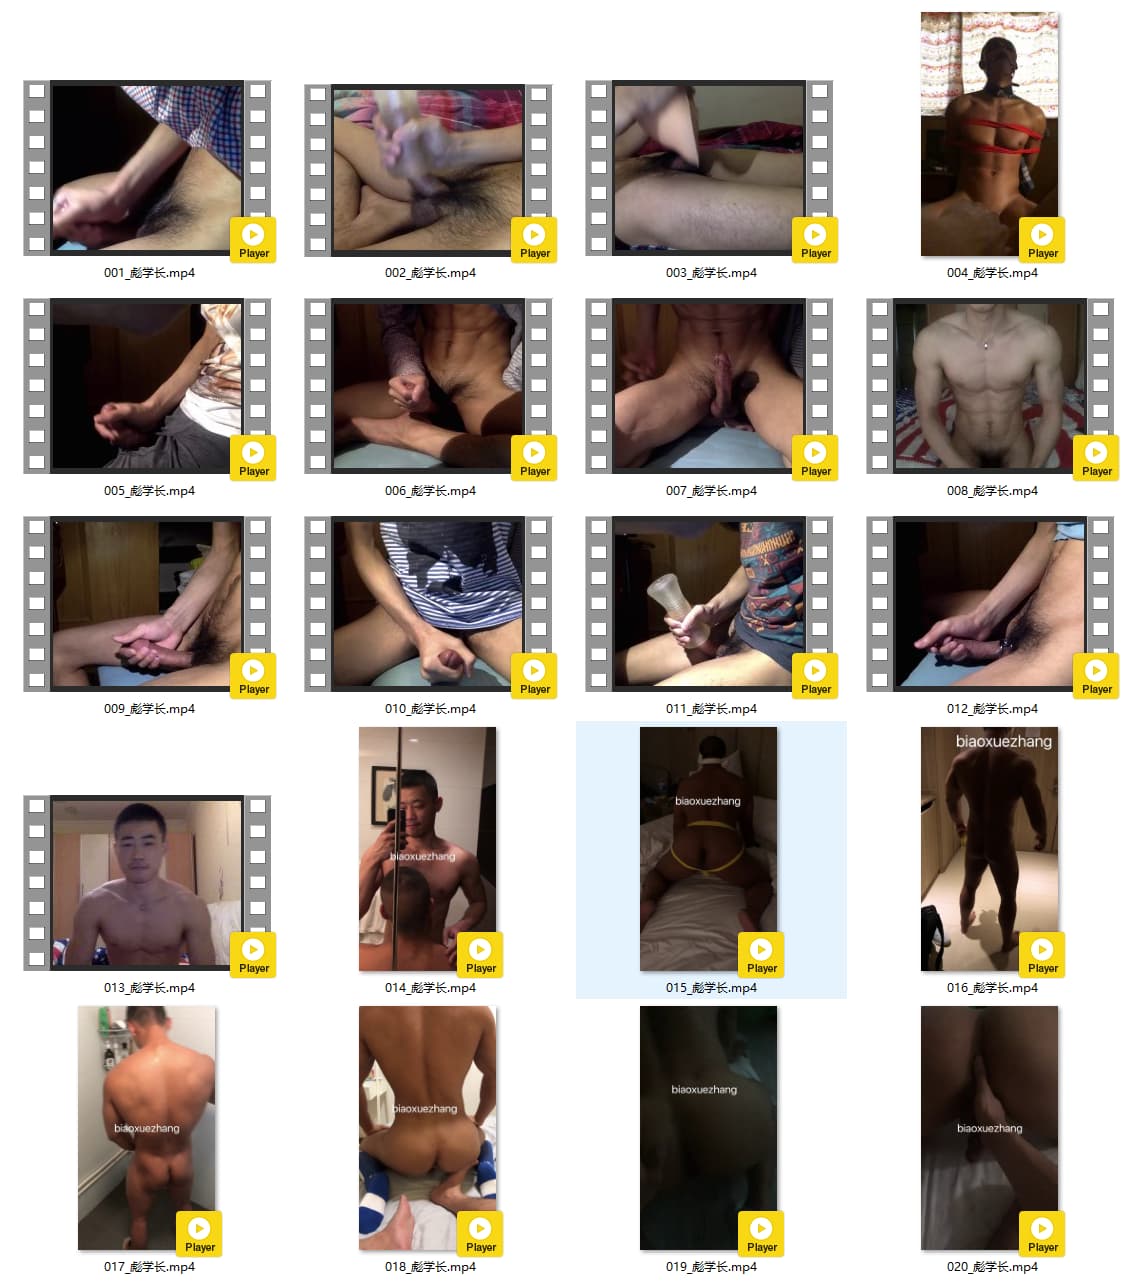 Player
Player
Player
Player
001_彪学长.mp4
002_彪学长.mp4
003_彪学长.mp4
004_彪学长.mp4
Player
Player
Player
Player
005_彪学长.mp4
006_彪学长.mp4
007_彪学长.mp4
008_彪学长.mp4
Player
Player
Player
Player
009_彪学长.mp4
010_彪学长.mp4
011_彪学长.mp4
012_彪学长.mp4
biaoxuezhang
biaoxuezhang
biaoxuezhang
Player
Player
Player
Player
013_彪学长.mp4
014_彪学长.mp4
015_彪学长.mp4
016_彪学长.mp4
biaoxuezhang
biaoxuezhang
biaoxuezhang
biaoxuezhang
Player
Player
Player
Player
017_彪学长.mp4
018_彪学长.mp4
019_彪学长.mp4
020_彪学长.mp4